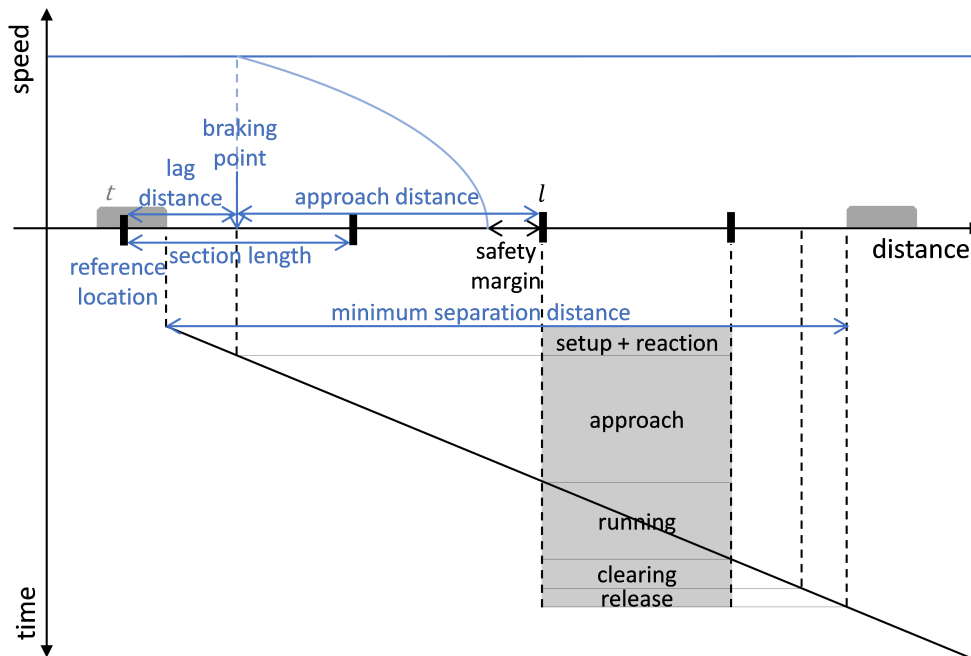 speed
braking
point
lag
distance
t
approach distance
l
distance
section length
safety
margin
reference
location
minimum separation distance
setup + reaction
approach
running
clearing
release
time